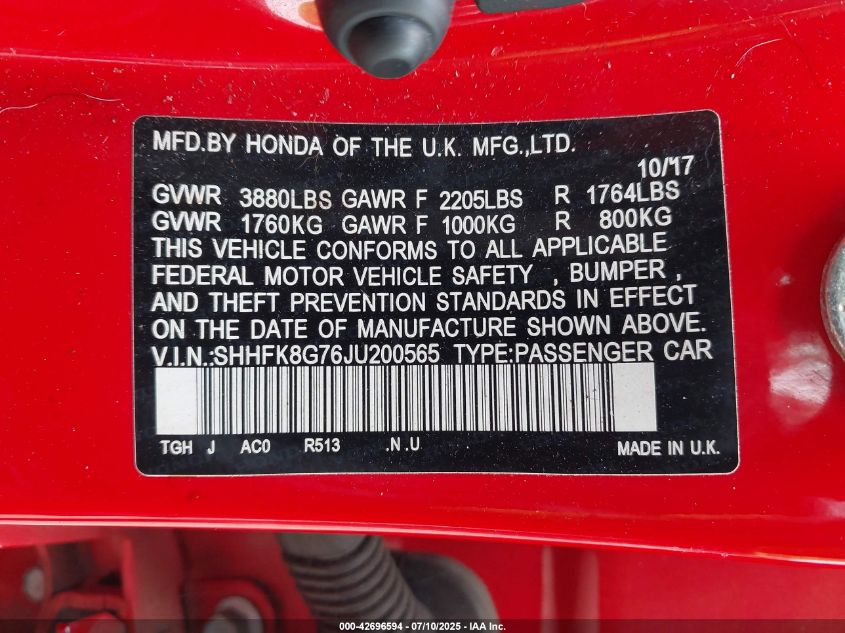 MFD.BY HONDA OF THE U.K. MFG.,LTD.
10/'17
GVWR 3880LBS GAWR F 2205LBS R 1764LBS
GVWR 1760KG GAWR F 1000KG R 800KG
THIS VEHICLE CONFORMS TO ALL APPLICABLE
FEDERAL MOTOR VEHICLE SAFETY , BUMPER ,
AND THEFT PREVENTION STANDARDS IN EFFECT
ON THE DATE OF MANUFACTURE SHOWN ABOVE.
V.I.N.:SHHFK8G76JU200565 TYPE:PASSENGER CAR
TGH J AC0 R513 .N .U
MADE IN U.K.
000-42696594 - 07/10/2025 - IAA Inc.